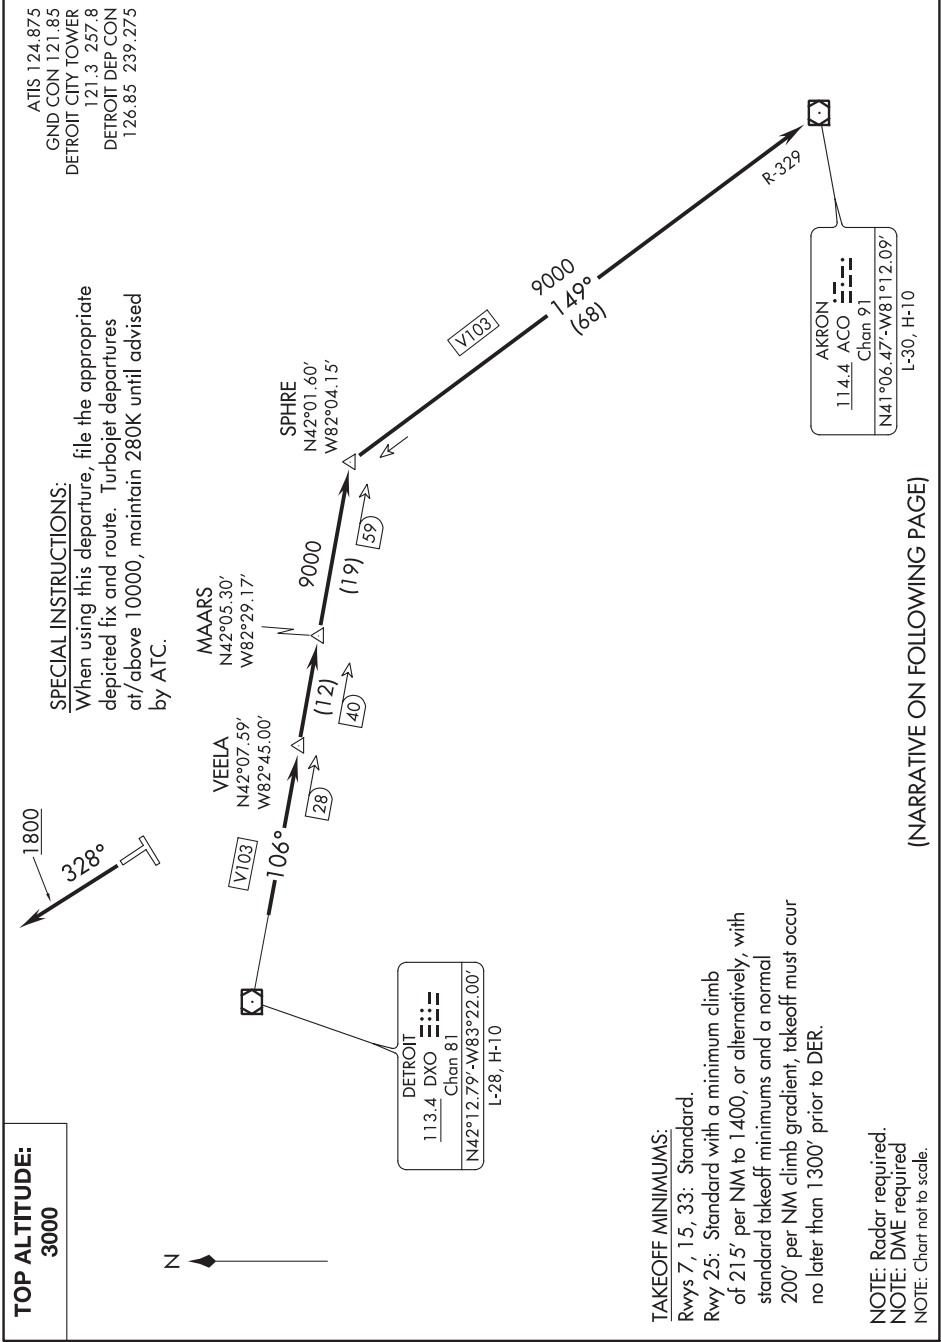 TOP ALTITUDE:
3000
ATIS 124.875
GND CON 121.85
DETROIT CITY TOWER
121.3 257.8
DETROIT DEP CON
126.85 239.275
SPECIAL INSTRUCTIONS:
When using this departure, file the appropriate
depicted fix and route. Turbojet departures
at/above 10000, maintain 280K until advised
by ATC.
1800
328°
N
V103
106°
28
VEELA
N42°07.59'
W82°45.00'
(12)
40
MAARS
N42°05.30'
W82°29.17'
9000
(19)
59
SPHRE
N42°01.60'
W82°04.15'
V103
9000
149°
(68)
R-329
DETROIT
113.4 DXO
Chan 81
N42°12.79'-W83°22.00'
L-28, H-10
AKRON
114.4 ACO
Chan 91
N41°06.47'-W81°12.09'
L-30, H-10
TAKEOFF MINIMUMS:
Rwys 7, 15, 33: Standard.
Rwy 25: Standard with a minimum climb
of 215' per NM to 1400, or alternatively, with
standard takeoff minimums and a normal
200' per NM climb gradient, takeoff must occur
no later than 1300' prior to DER.
NOTE: Radar required.
NOTE: DME required
NOTE: Chart not to scale.
(NARRATIVE ON FOLLOWING PAGE)